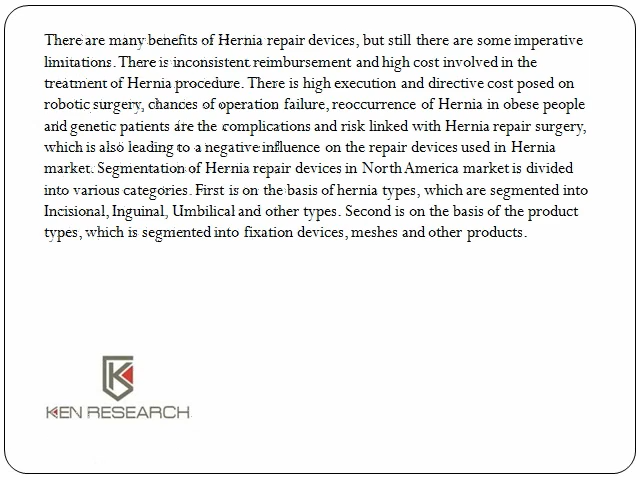 There are many benefits of Hernia repair devices, but still there are some imperative
limitations. There is inconsistent reimbursement and high cost involved in the
treatment of Hernia procedure. There is high execution and directive cost posed on
robotic surgery, chances of operation failure, reoccurrence of Hernia in obese people
and genetic patients are the complications and risk linked with Hernia repair surgery,
which is also leading to a negative influence on the repair devices used in Hernia
market. Segmentation of Hernia repair devices in North America market is divided
into various categories. First is on the basis of hernia types, which are segmented into
Incisional, Inguinal, Umbilical and other types. Second is on the basis of the product
types, which is segmented into fixation devices, meshes and other products.
KEN RESEARCH